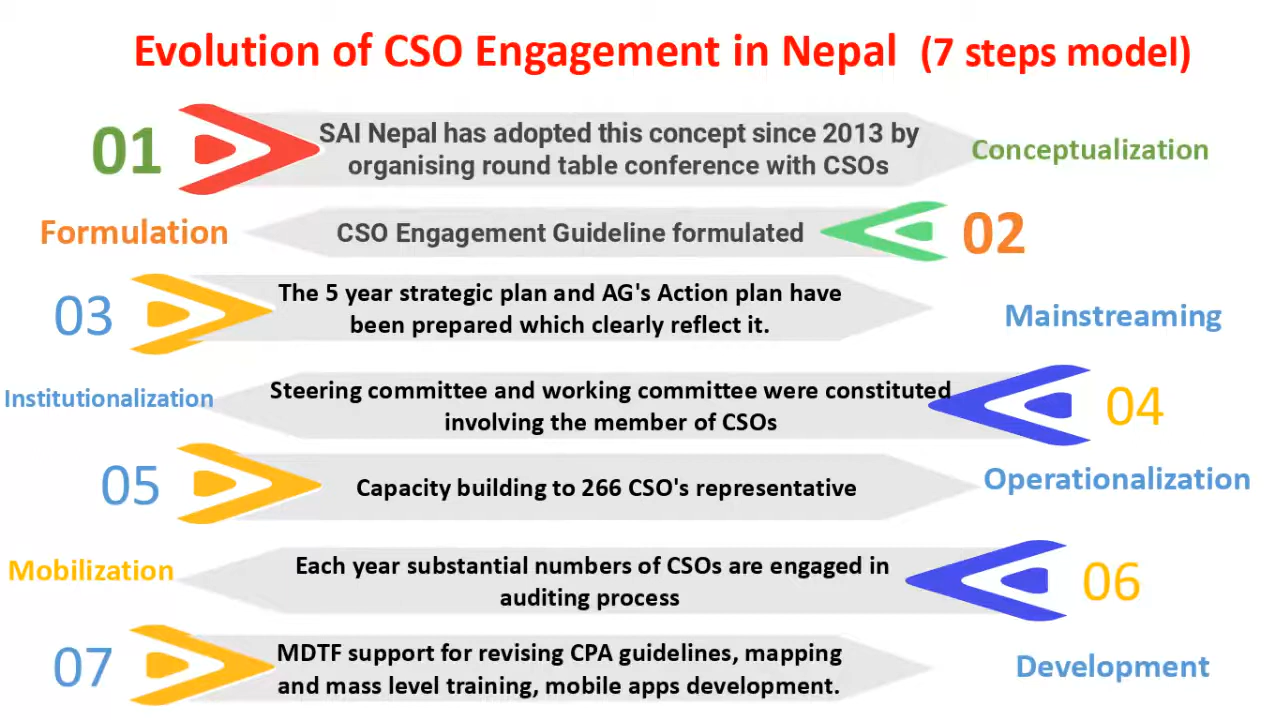 Evolution of CSO Engagement in Nepal (7 steps model)
01
SAI Nepal has adopted this concept since 2013 by
organising round table conference with CSOs
Conceptualization
Formulation
CSO Engagement Guideline formulated
02
03
The 5 year strategic plan and AG's Action plan have
been prepared which clearly reflect it.
Mainstreaming
Institutionalization
Steering committee and working committee were constituted
involving the member of CSOs
04
05
Capacity building to 266 CSO's representative
Operationalization
Mobilization
Each year substantial numbers of CSOs are engaged in
auditing process
06
07
MDTF support for revising CPA guidelines, mapping
and mass level training, mobile apps development.
Development